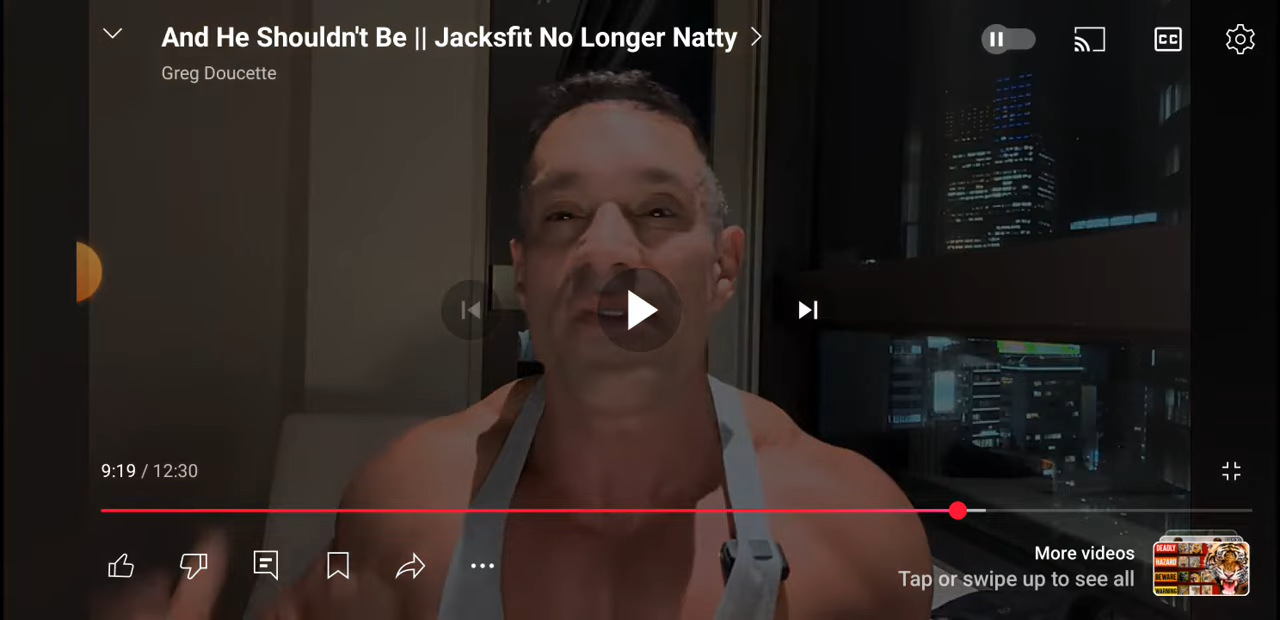 And He Shouldn't Be || Jacksfit No Longer Natty
Greg Doucette
CC
9:19 / 12:30
More videos
Tap or swipe up to see all
DEADLY
HAZARD
BEWARE
WARNING